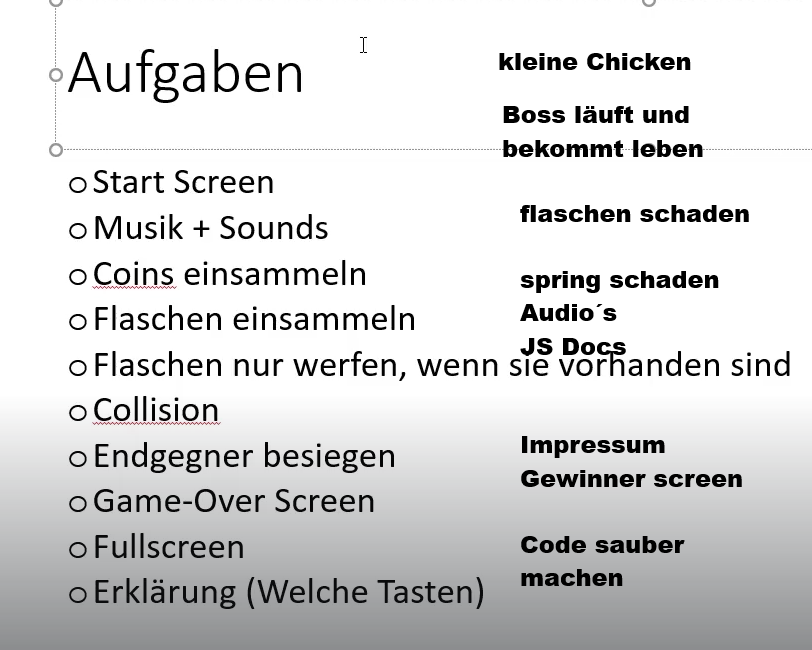 Aufgaben
Start Screen
Musik + Sounds
Coins einsammeln
Flaschen einsammeln
Flaschen nur werfen, wenn sie vorhanden sind
Collision
Endgegner besiegen
Game-Over Screen
Fullscreen
Erklärung (Welche Tasten)
kleine Chicken
Boss läuft und
bekommt leben
flaschen schaden
spring schaden
Audio´s
JS Docs
Impressum
Gewinner screen
Code sauber
machen